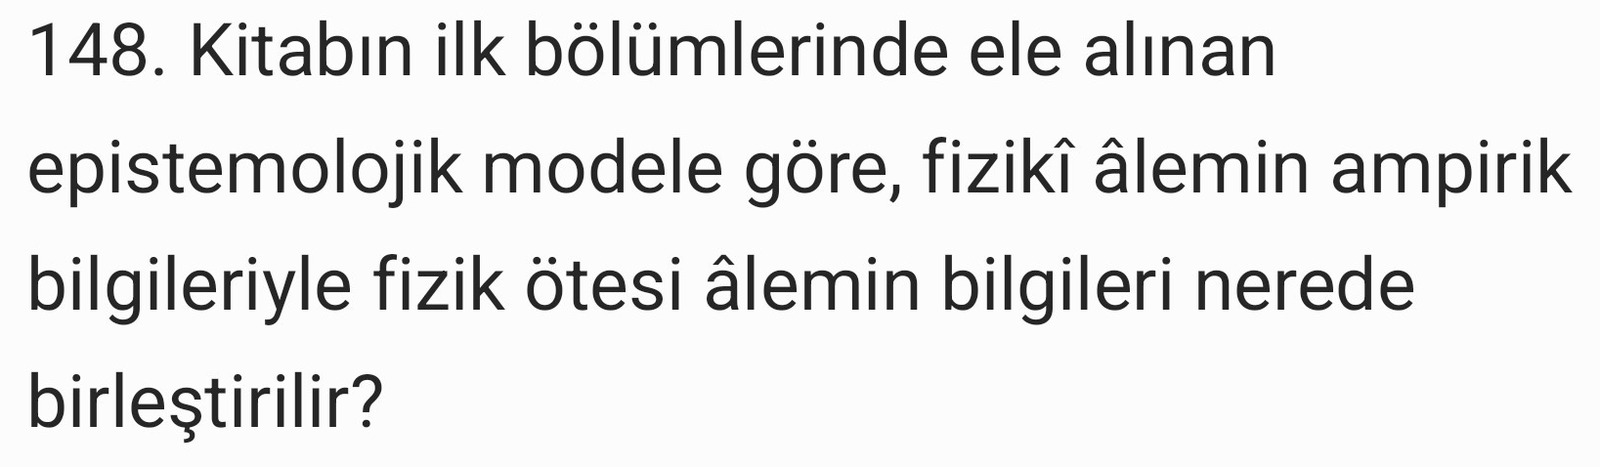 148. Kitabın ilk bölümlerinde ele alınan
epistemolojik modele göre, fizikî âlemin ampirik
bilgileriyle fizik ötesi âlemin bilgileri nerede
birleştirilir?